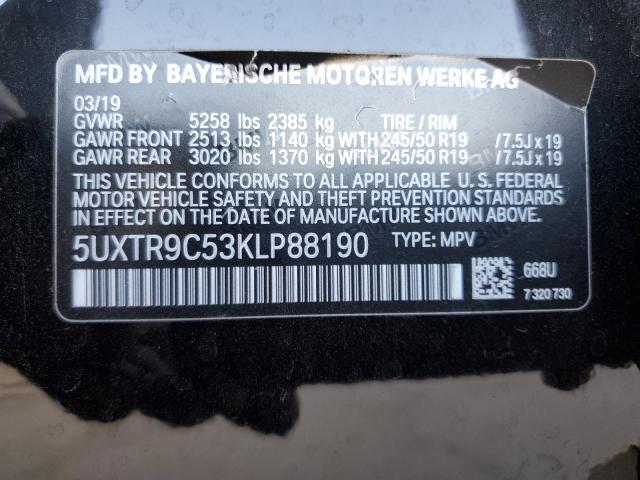 MFD BY BAYERISCHE MOTOREN WERKE AG
03/19
GVWR 5258 lbs 2385 kg TIRE / RIM
GAWR FRONT 2513 lbs 1140 kg WITH 245/50 R19 / 7.5J x 19
GAWR REAR 3020 lbs 1370 kg WITH 245/50 R19 / 7.5J x 19
THIS VEHICLE CONFORMS TO ALL APPLICABLE U. S. FEDERAL
MOTOR VEHICLE SAFETY AND THEFT PREVENTION STANDARDS
IN EFFECT ON THE DATE OF MANUFACTURE SHOWN ABOVE.
5UXTR9C53KLP88190 TYPE: MPV
668U
7 320 730